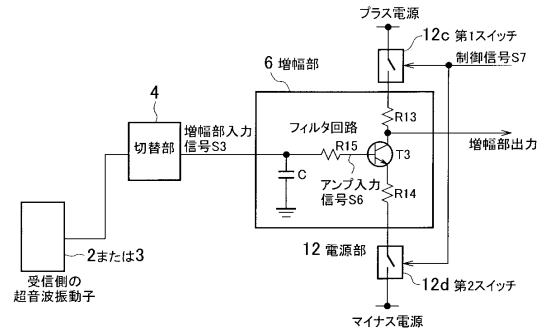 プラス電源
12c 第1スイッチ
制御信号S7
6 増幅部
4
切替部
増幅部入力
信号S3
フィルタ回路
R13
R15
T3
増幅部出力
C
アンプ入力
信号S6
R14
2または3
受信側の
超音波振動子
12 電源部
12d 第2スイッチ
マイナス電源